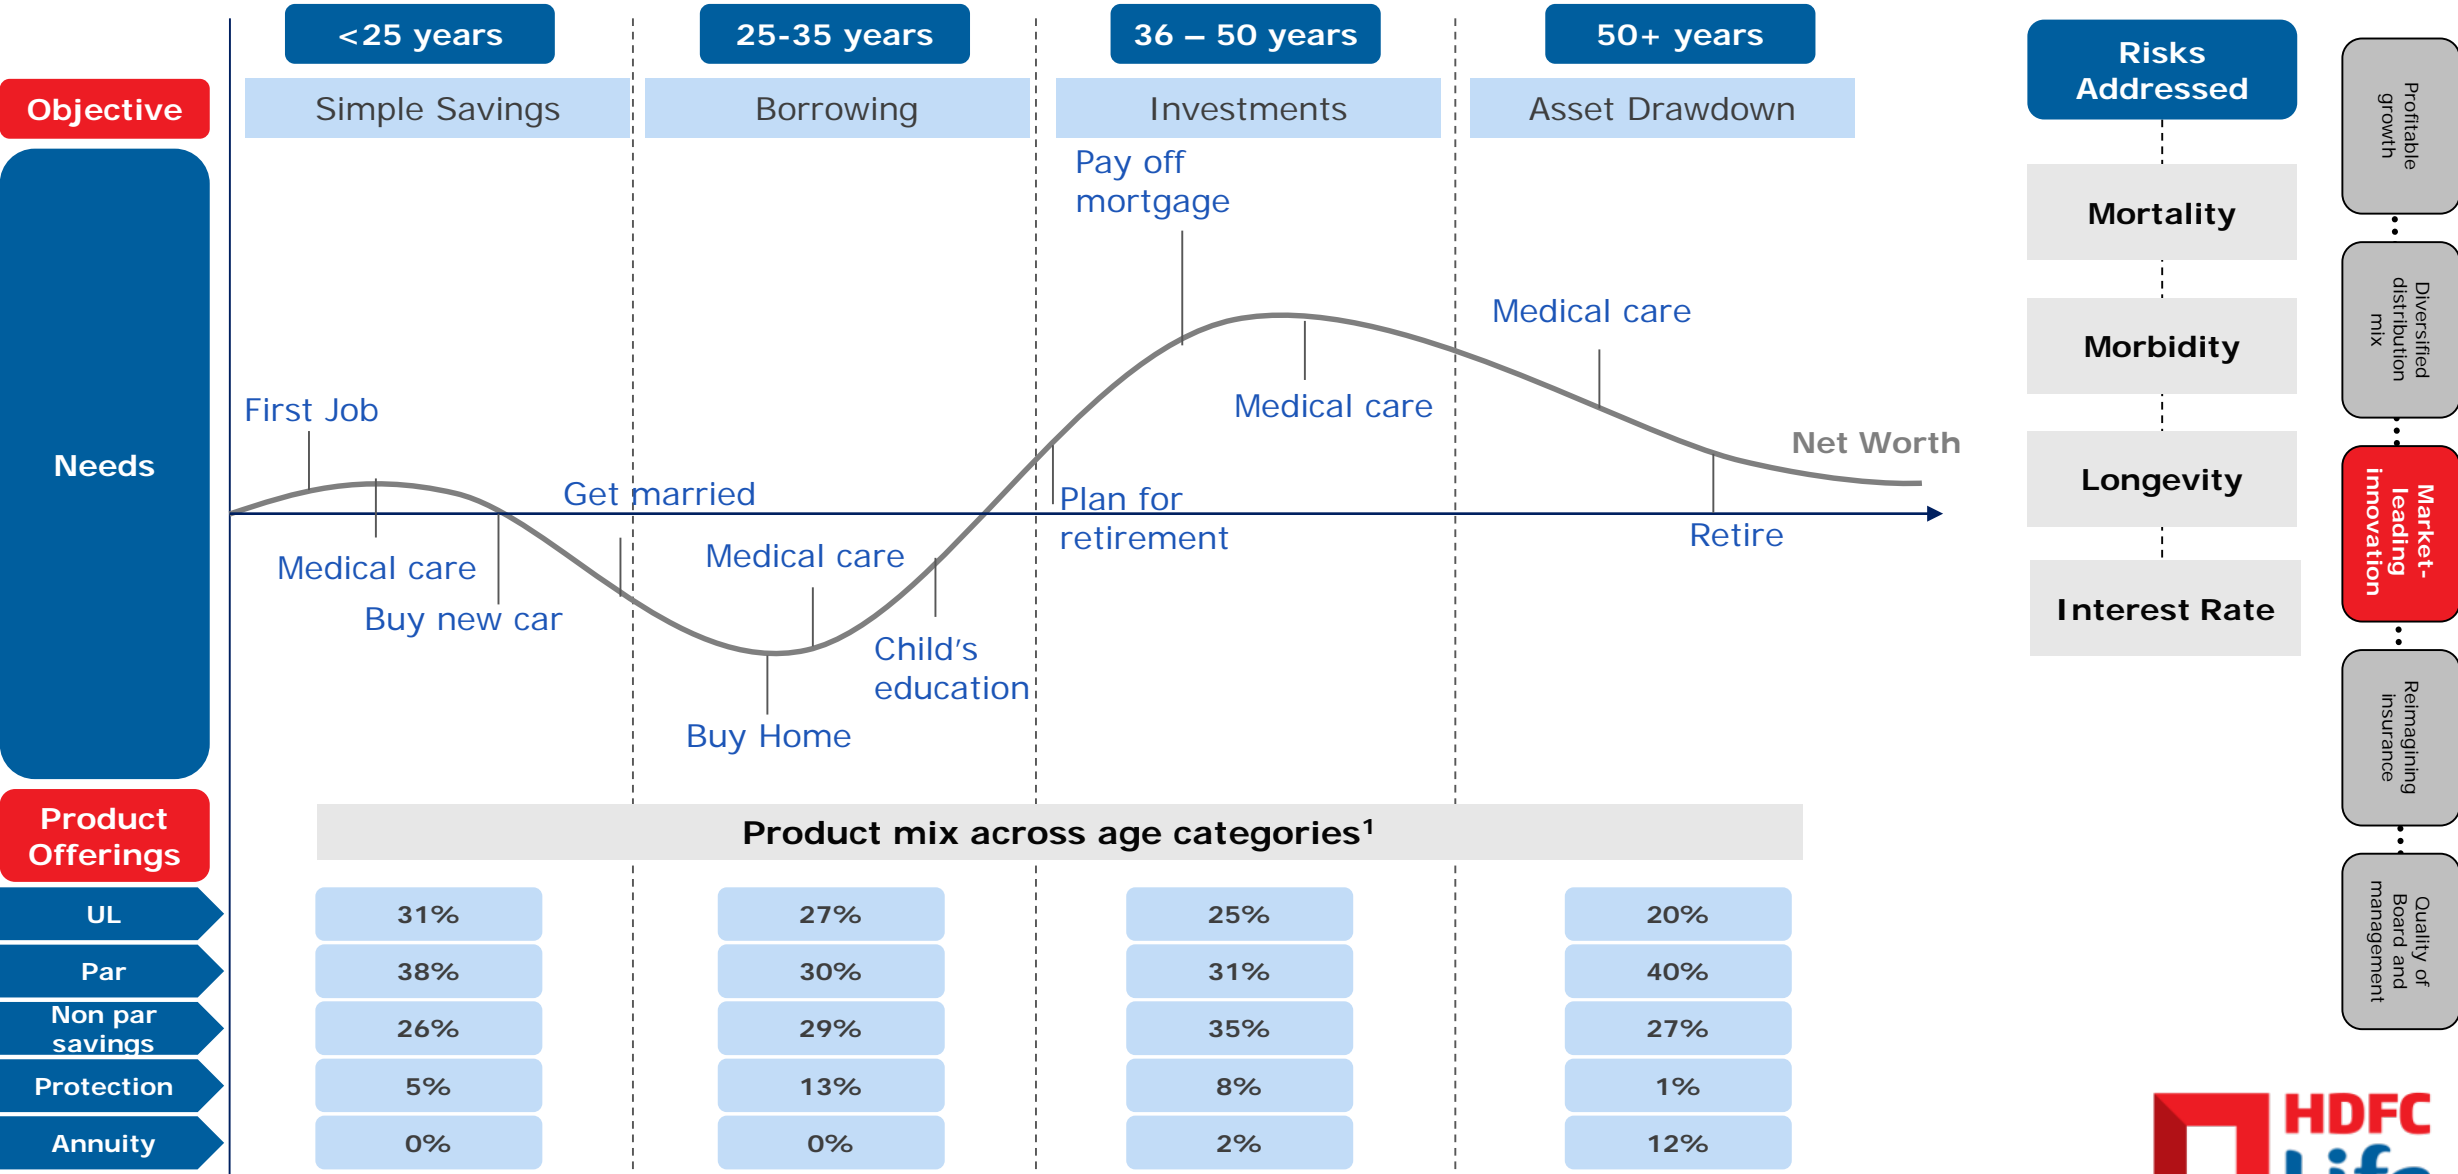 <25 years
25-35 years
36 – 50 years
50+ years
Objective
Simple Savings
Borrowing
Investments
Asset Drawdown
Needs
Pay off
mortgage
Medical care
First Job
Medical care
Net Worth
Get married
Plan for
retirement
Retire
Medical care
Medical care
Buy new car
Child's
education
Buy Home
Product
Offerings
Product mix across age categories¹
UL
31%
27%
25%
20%
Par
38%
30%
31%
40%
Non par
savings
26%
29%
35%
27%
Protection
5%
13%
8%
1%
Annuity
0%
0%
2%
12%
Risks
Addressed
Mortality
Morbidity
Longevity
Interest Rate
Profitable
growth
Diversified
distribution
mix
Market-
leading
innovation
Reimagining
insurance
Quality of
Board and
management
HDFC
Life